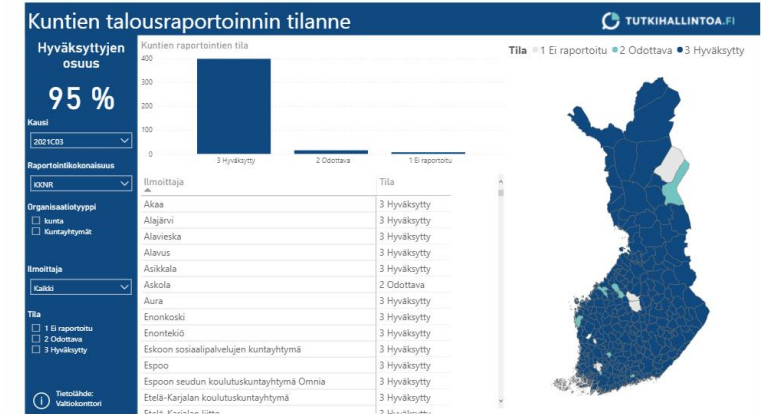 Kuntien talousraportoinnin tilanne
TUTKIHALLINTOA.FI
Hyväksyttyjen
osuus
95 %
Kausi
2021C03
Raportointikokonaisuus
KKNR
Organisaatiotyyppi
kunta
Kuntayhtymät
Ilmoittaja
Kaikki
Tila
1 Ei raportoitu
2 Odottava
3 Hyväksytty
Tietolähde:
Valtiokonttori
Kuntien raportointien tila
400
300
200
100
0
3 Hyväksytty 2 Odottava 1 Ei raportoitu
Ilmoittaja Tila
Akaa 3 Hyväksytty
Alajärvi 3 Hyväksytty
Alavieska 3 Hyväksytty
Alavus 3 Hyväksytty
Asikkala 3 Hyväksytty
Askola 2 Odottava
Aura 3 Hyväksytty
Enonkoski 3 Hyväksytty
Enontekiö 3 Hyväksytty
Eskoon sosiaalipalvelujen kuntayhtymä 3 Hyväksytty
Espoo 3 Hyväksytty
Espoon seudun koulutuskuntayhtymä Omnia 3 Hyväksytty
Etelä-Karjalan koulutuskuntayhtymä 3 Hyväksytty
Etelä-Karjalan liitto 3 Hyväksytty
Tila 1 Ei raportoitu 2 Odottava 3 Hyväksytty